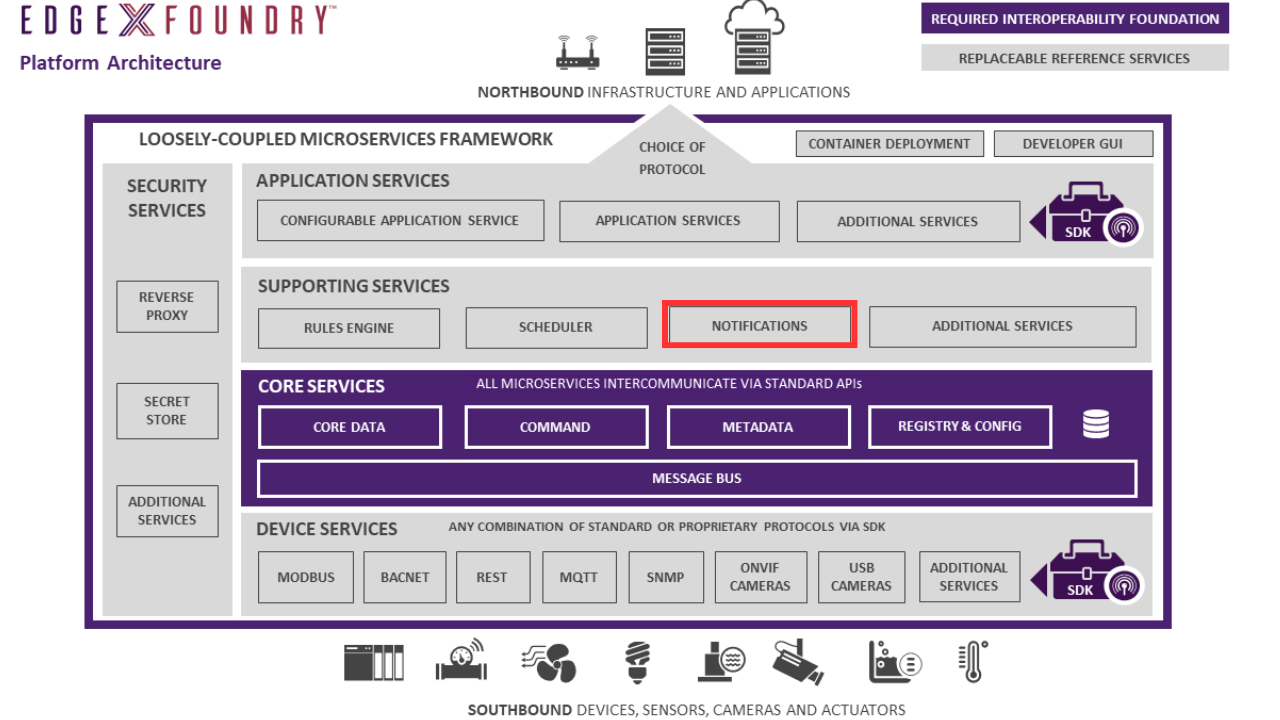 EDGE X FOUNDRY™
Platform Architecture
REQUIRED INTEROPERABILITY FOUNDATION
REPLACEABLE REFERENCE SERVICES
NORTHBOUND INFRASTRUCTURE AND APPLICATIONS
LOOSELY-COUPLED MICROSERVICES FRAMEWORK
CHOICE OF
PROTOCOL
CONTAINER DEPLOYMENT
DEVELOPER GUI
SECURITY
SERVICES
REVERSE
PROXY
SECRET
STORE
ADDITIONAL
SERVICES
APPLICATION SERVICES
CONFIGURABLE APPLICATION SERVICE
APPLICATION SERVICES
ADDITIONAL SERVICES
SDK
SUPPORTING SERVICES
RULES ENGINE
SCHEDULER
NOTIFICATIONS
ADDITIONAL SERVICES
CORE SERVICES
ALL MICROSERVICES INTERCOMMUNICATE VIA STANDARD APIs
CORE DATA
COMMAND
METADATA
REGISTRY & CONFIG
MESSAGE BUS
DEVICE SERVICES
ANY COMBINATION OF STANDARD OR PROPRIETARY PROTOCOLS VIA SDK
MODBUS
BACNET
REST
MQTT
SNMP
ONVIF
CAMERAS
USB
CAMERAS
ADDITIONAL
SERVICES
SDK
SOUTHBOUND DEVICES, SENSORS, CAMERAS AND ACTUATORS